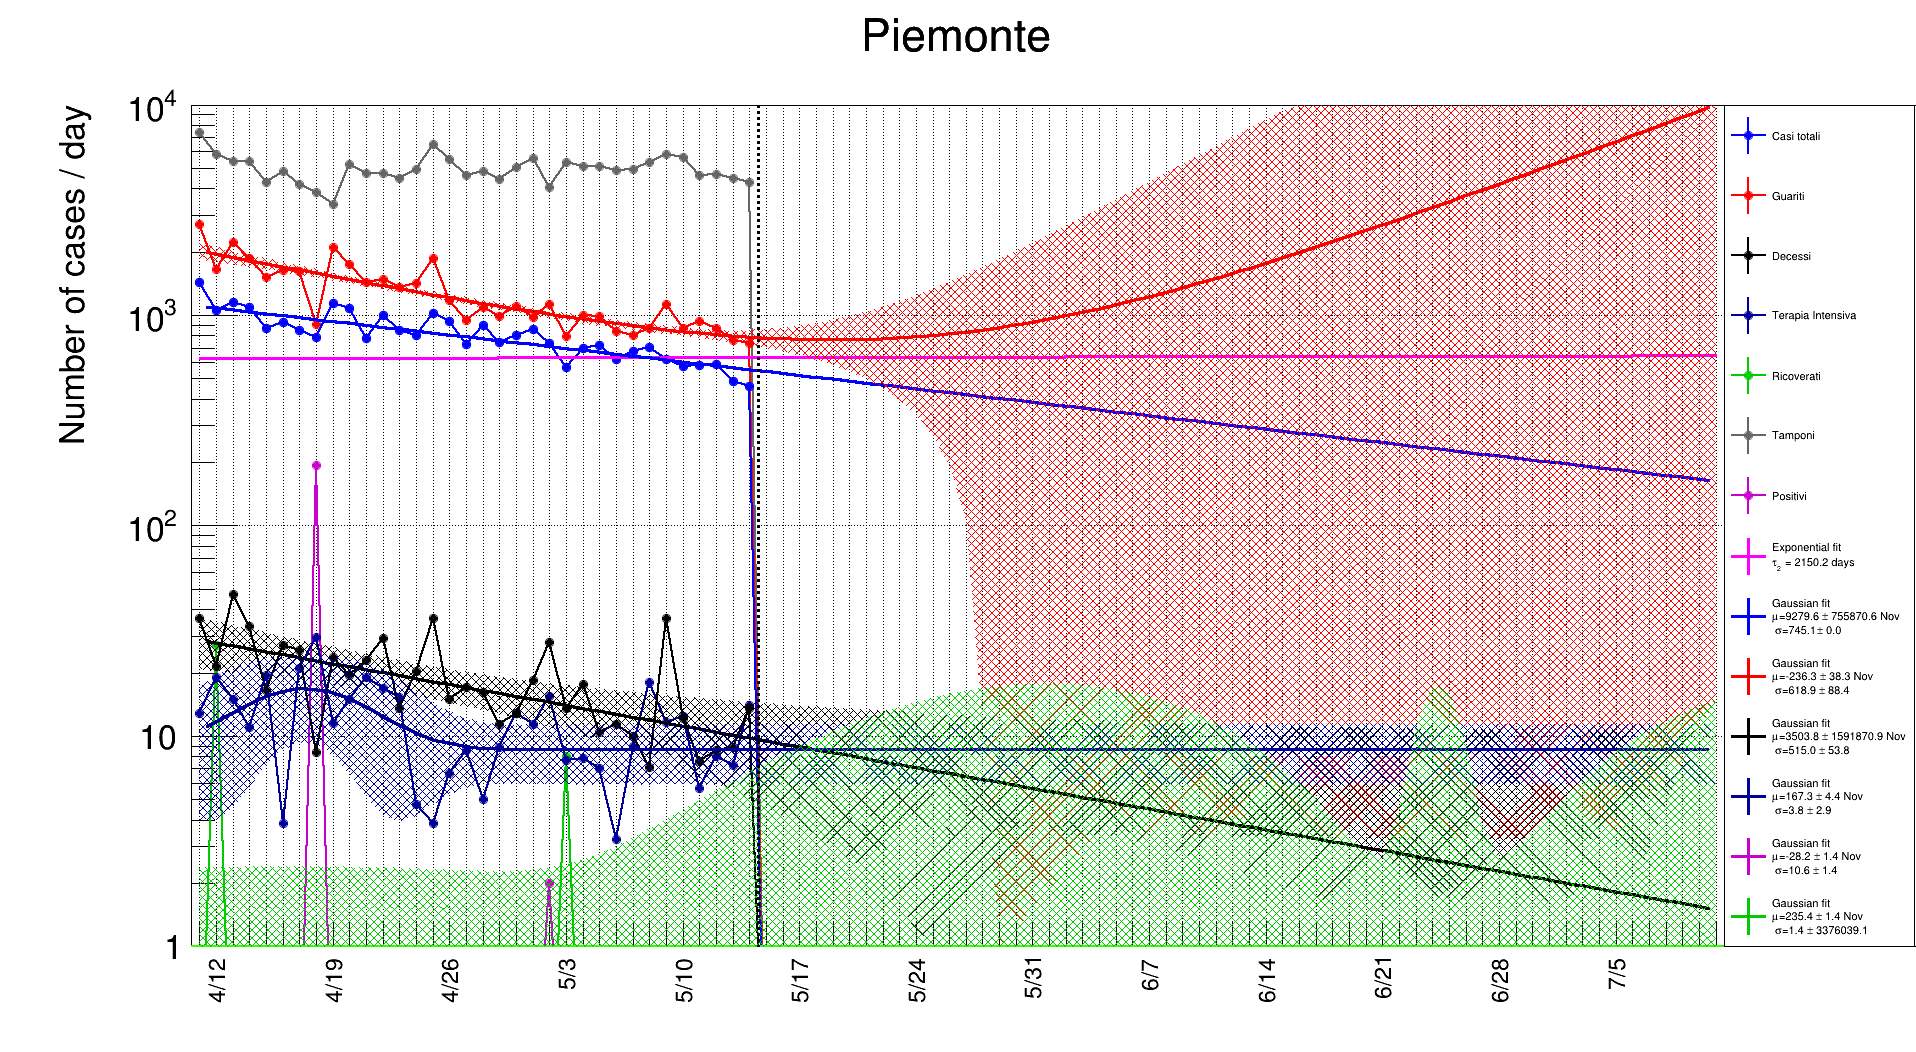 Piemonte
Number of cases / day
10^4
10^3
10^2
10
1
4/12
4/19
4/26
5/3
5/10
5/17
5/24
5/31
6/7
6/14
6/21
6/28
7/5
Casi totali
Guariti
Decessi
Terapia Intensiva
Ricoverati
Tamponi
Positivi
Exponential fit
τ_2 = 2150.2 days
Gaussian fit
μ=9279.6 ± 755870.6 Nov
σ=745.1 ± 0.0
Gaussian fit
μ=-236.3 ± 38.3 Nov
σ=618.9 ± 88.4
Gaussian fit
μ=3503.8 ± 1591870.9 Nov
σ=515.0 ± 53.8
Gaussian fit
μ=167.3 ± 4.4 Nov
σ=3.8 ± 2.9
Gaussian fit
μ=-28.2 ± 1.4 Nov
σ=10.6 ± 1.4
Gaussian fit
μ=235.4 ± 1.4 Nov
σ=1.4 ± 3376039.1